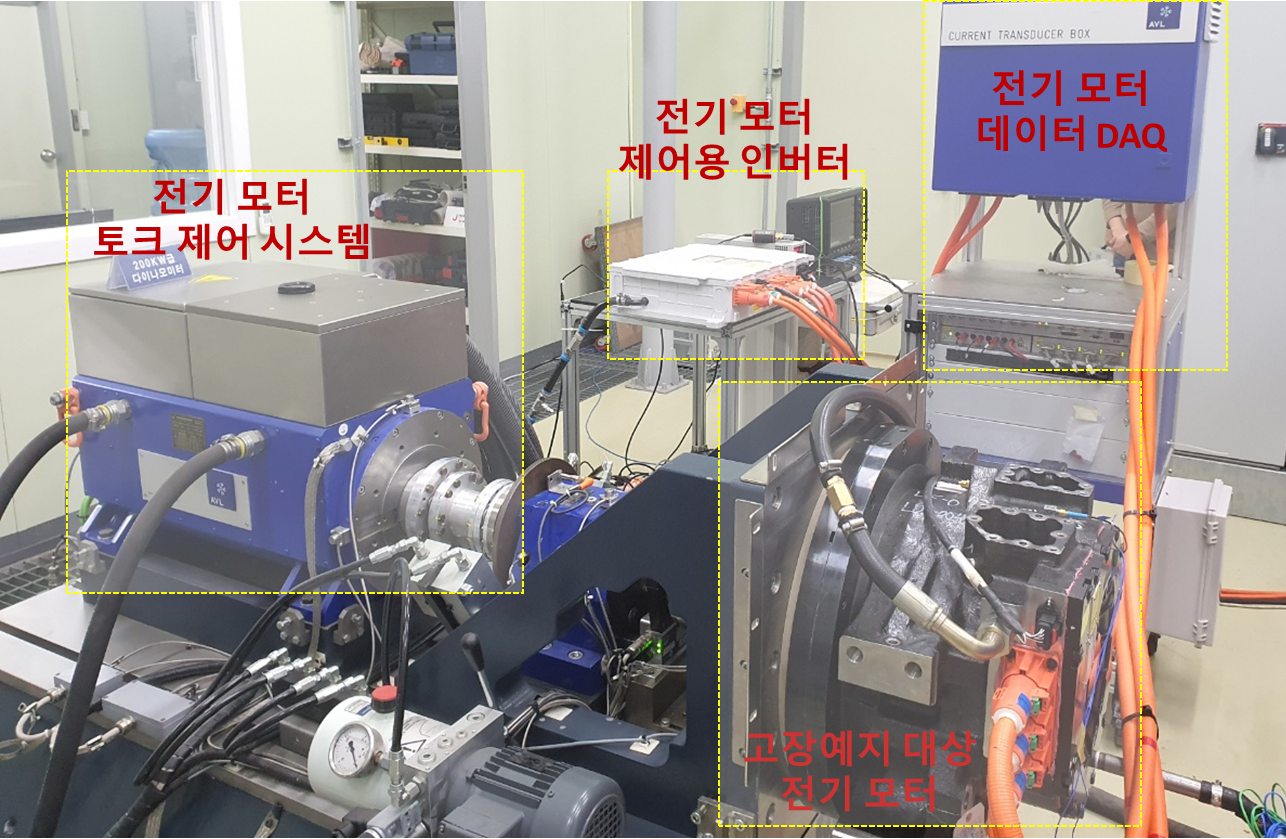 AVL
CURRENT TRANSDUCER BOX
전기 모터
데이터 DAQ
전기 모터
제어용 인버터
전기 모터
토크 제어 시스템
200KW급
다이나모미터
AVL
고장예지 대상
전기 모터